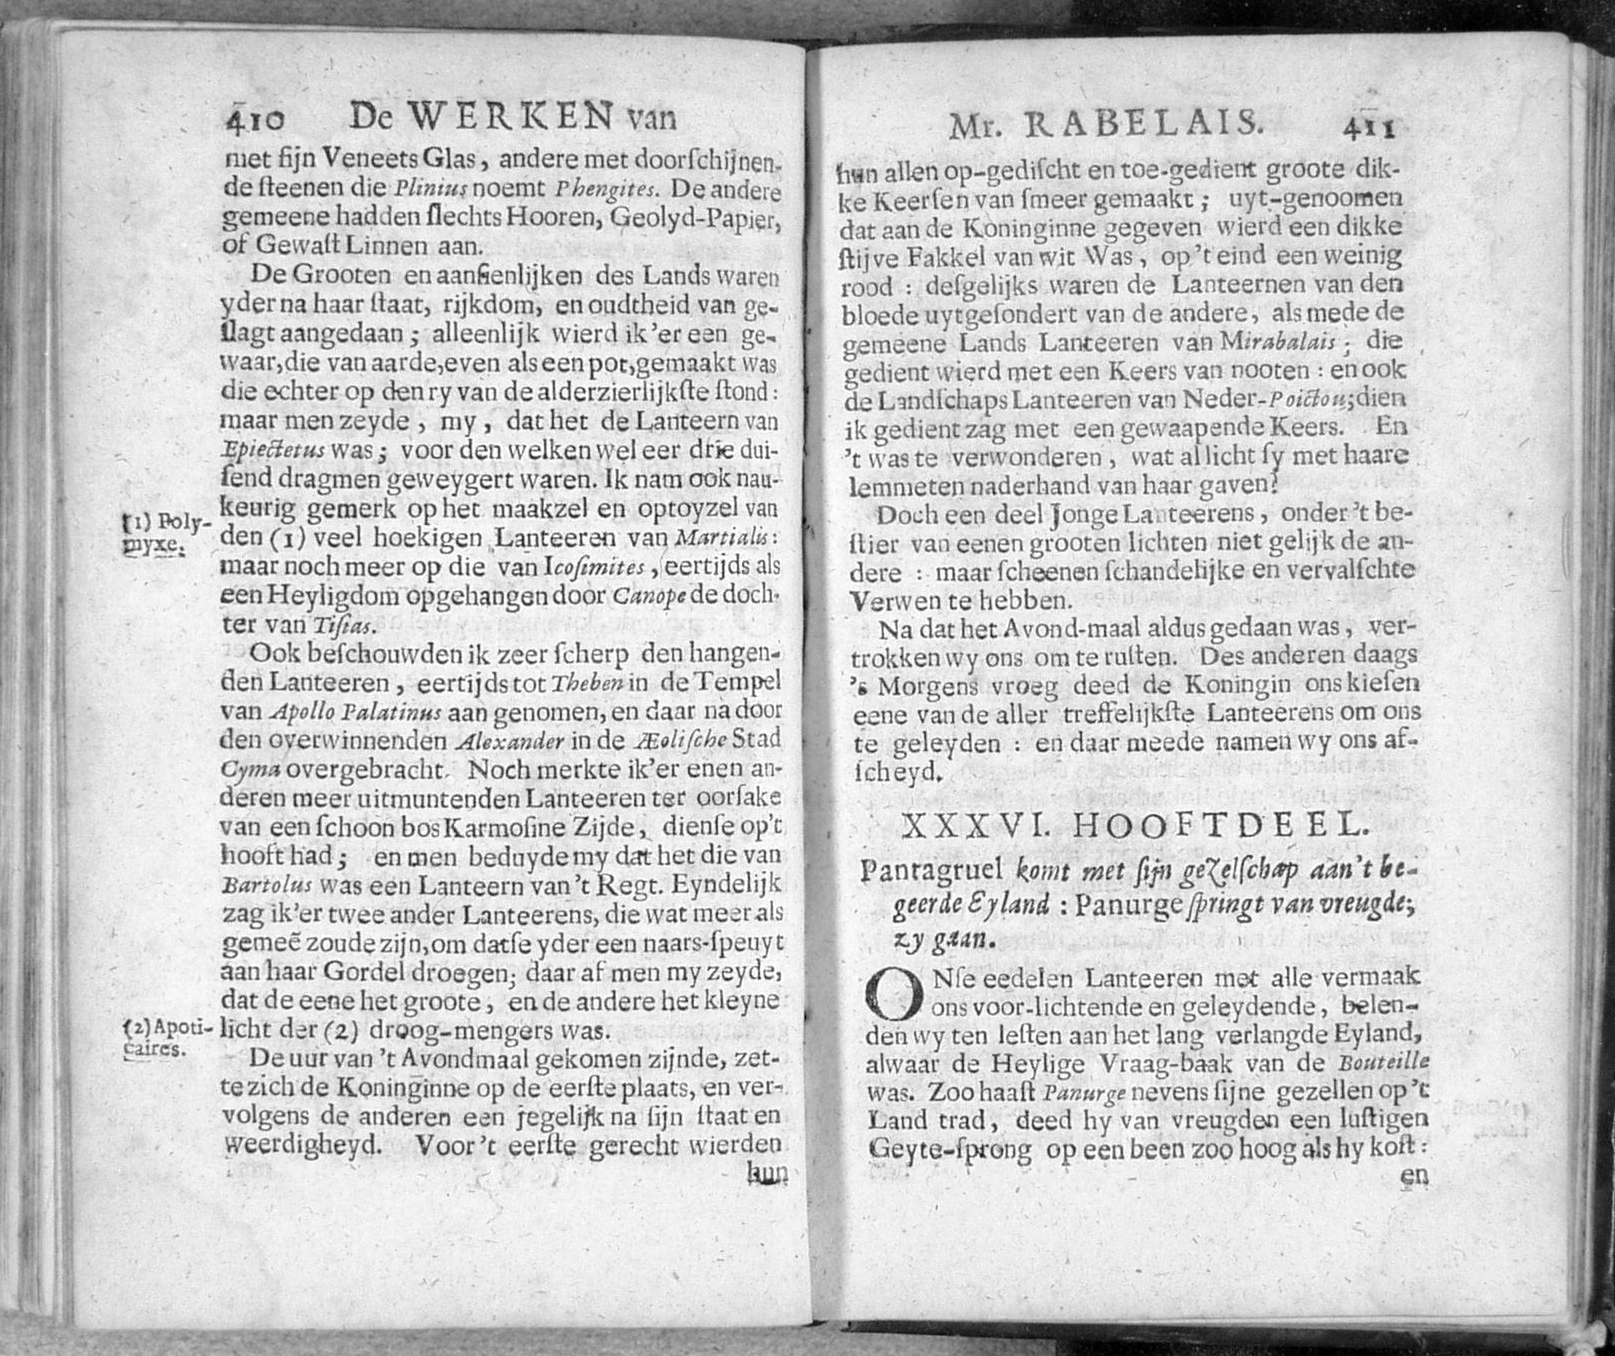 410 De WERKEN van
met ſijn Veneets Glas, andere met doorſchijnen-
de ſteenen die Plinius noemt Phengites. De andere
gemeene hadden ſlechts Hooren, Geolyd-Papier,
of Gewaſt Linnen aan.
De Grooten en aanſienlijken des Lands waren
yder na haar ſtaat, rijkdom, en oudtheid van ge-
ſlagt aangedaan; alleenlijk wierd ik 'er een ge-
waar, die van aarde, even als een pot, gemaakt was
die echter op den ry van de alderzierlijkſte ſtond:
maar men zeyde, my, dat het de Lanteern van
Epiectetus was; voor den welken wel eer drie dui-
ſend dragmen geweygert waren. Ik nam ook nau-
keurig gemerk op het maakzel en optoyzel van
(1) Poly-
myxe.
den (1) veel hoekigen Lanteeren van Martialis:
maar noch meer op die van Icoſimites, eertijds als
een Heyligdom opgehangen door Canope de doch-
ter van Tiſias.
Ook beſchouwden ik zeer ſcherp den hangen-
den Lanteeren, eertijds tot Theben in de Tempel
van Apollo Palatinus aan genomen, en daar na door
den overwinnenden Alexander in de Æoliſche Stad
Cyma overgebracht. Noch merkte ik 'er enen an-
deren meer uitmuntenden Lanteeren ter oorſake
van een ſchoon bos Karmoſine Zijde, dienſe op't
hooft had; en men beduyde my dat het die van
Bartolus was een Lanteern van 't Regt. Eyndelijk
zag ik'er twee ander Lanteerens, die wat meer als
gemeē zoude zijn, om datſe yder een naars-ſpeuyt
aan haar Gordel droegen; daar af men my zeyde,
dat de eene het groote, en de andere het kleyne
(2) Apoti-
caires.
licht der (2) droog-mengers was.
De uur van 't Avondmaal gekomen zijnde, zet-
te zich de Koninginne op de eerſte plaats, en ver-
volgens de anderen een jegelijk na ſijn ſtaat en
weerdigheyd. Voor 't eerſte gerecht wierden
hun
Mr. RABELAIS. 411
hun allen op-gediſcht en toe-gedient groote dik-
ke Keerſen van ſmeer gemaakt; uyt-genoomen
dat aan de Koninginne gegeven wierd een dikke
ſtijve Fakkel van wit Was, op 't eind een weinig
rood: deſgelijks waren de Lanteernen van den
bloede uytgeſondert van de andere, als mede de
gemeene Lands Lanteeren van Mirabalais; die
gedient wierd met een Keers van nooten: en ook
de Landſchaps Lanteeren van Neder-Poictou; dien
ik gedient zag met een gewaapende Keers. En
't was te verwonderen, wat al licht ſy met haare
lemmeten naderhand van haar gaven!
Doch een deel Jonge Lanteerens, onder 't be-
ſtier van eenen grooten lichten niet gelijk de an-
dere: maar ſcheenen ſchandelijke en vervalſchte
Verwen te hebben.
Na dat het Avond-maal aldus gedaan was, ver-
trokken wy ons om te ruſten. Des anderen daags
's Morgens vroeg deed de Koningin ons kieſen
eene van de aller treffelijkſte Lanteerens om ons
te geleyden: en daar meede namen wy ons af-
ſcheyd.
XXXVI. HOOFTDEEL.
Pantagruel komt met ſijn gezelſchap aan't be-
geerde Eyland: Panurge ſpringt van vreugde;
zy gaan.
ONſe eedelen Lanteeren met alle vermaak
ons voor-lichtende en geleydende, belen-
den wy ten leſten aan het lang verlangde Eyland,
alwaar de Heylige Vraag-baak van de Bouteille
was. Zoo haaſt Panurge nevens ſijne gezellen op 't
Land trad, deed hy van vreugden een luſtigen
Geyte-ſprong op een been zoo hoog als hy koſt:
en